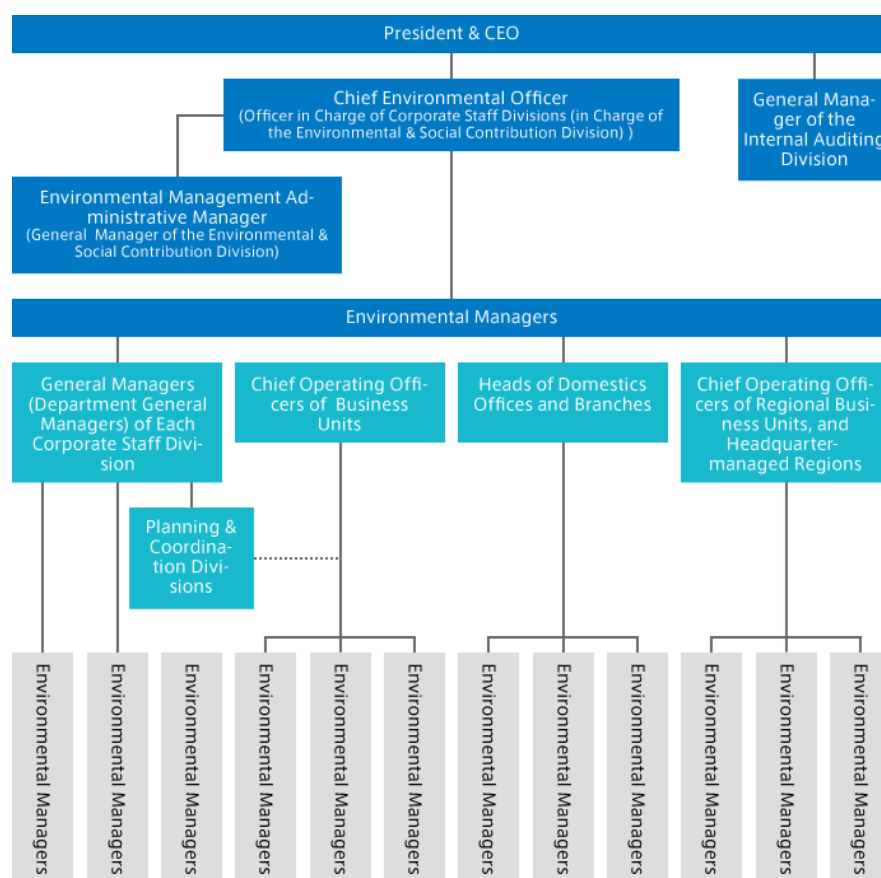 President & CEO
Chief Environmental Officer
(Officer in Charge of Corporate Staff Divisions (in Charge of
the Environmental & Social Contribution Division) )
General Mana-
ger of the
Internal Auditing
Division
Environmental Management Ad-
ministrative Manager
(General Manager of the Environmental &
Social Contribution Division)
Environmental Managers
General Managers
(Department General
Managers) of Each
Corporate Staff Divi-
sion
Chief Operating Offi-
cers of Business
Units
Heads of Domestics
Offices and Branches
Chief Operating Offi-
cers of Regional Busi-
ness Units, and
Headquarter-
managed Regions
Planning &
Coordina-
tion Divi-
sions
Environmental Managers
Environmental Managers
Environmental Managers
Environmental Managers
Environmental Managers
Environmental Managers
Environmental Managers
Environmental Managers
Environmental Managers
Environmental Managers
Environmental Managers
Environmental Managers